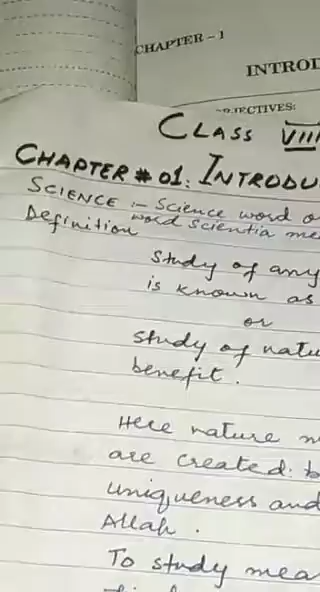 CHAPTER - 1
INTROD
OBJECTIVES:
CLASS VIII
CHAPTER # 01: INTRODU
SCIENCE :- Science word o
Definition word Scientia me
Study of any
is known as
or
study of natu
benefit.
Here nature m
are created b
uniqueness and
Allah.
To study mea